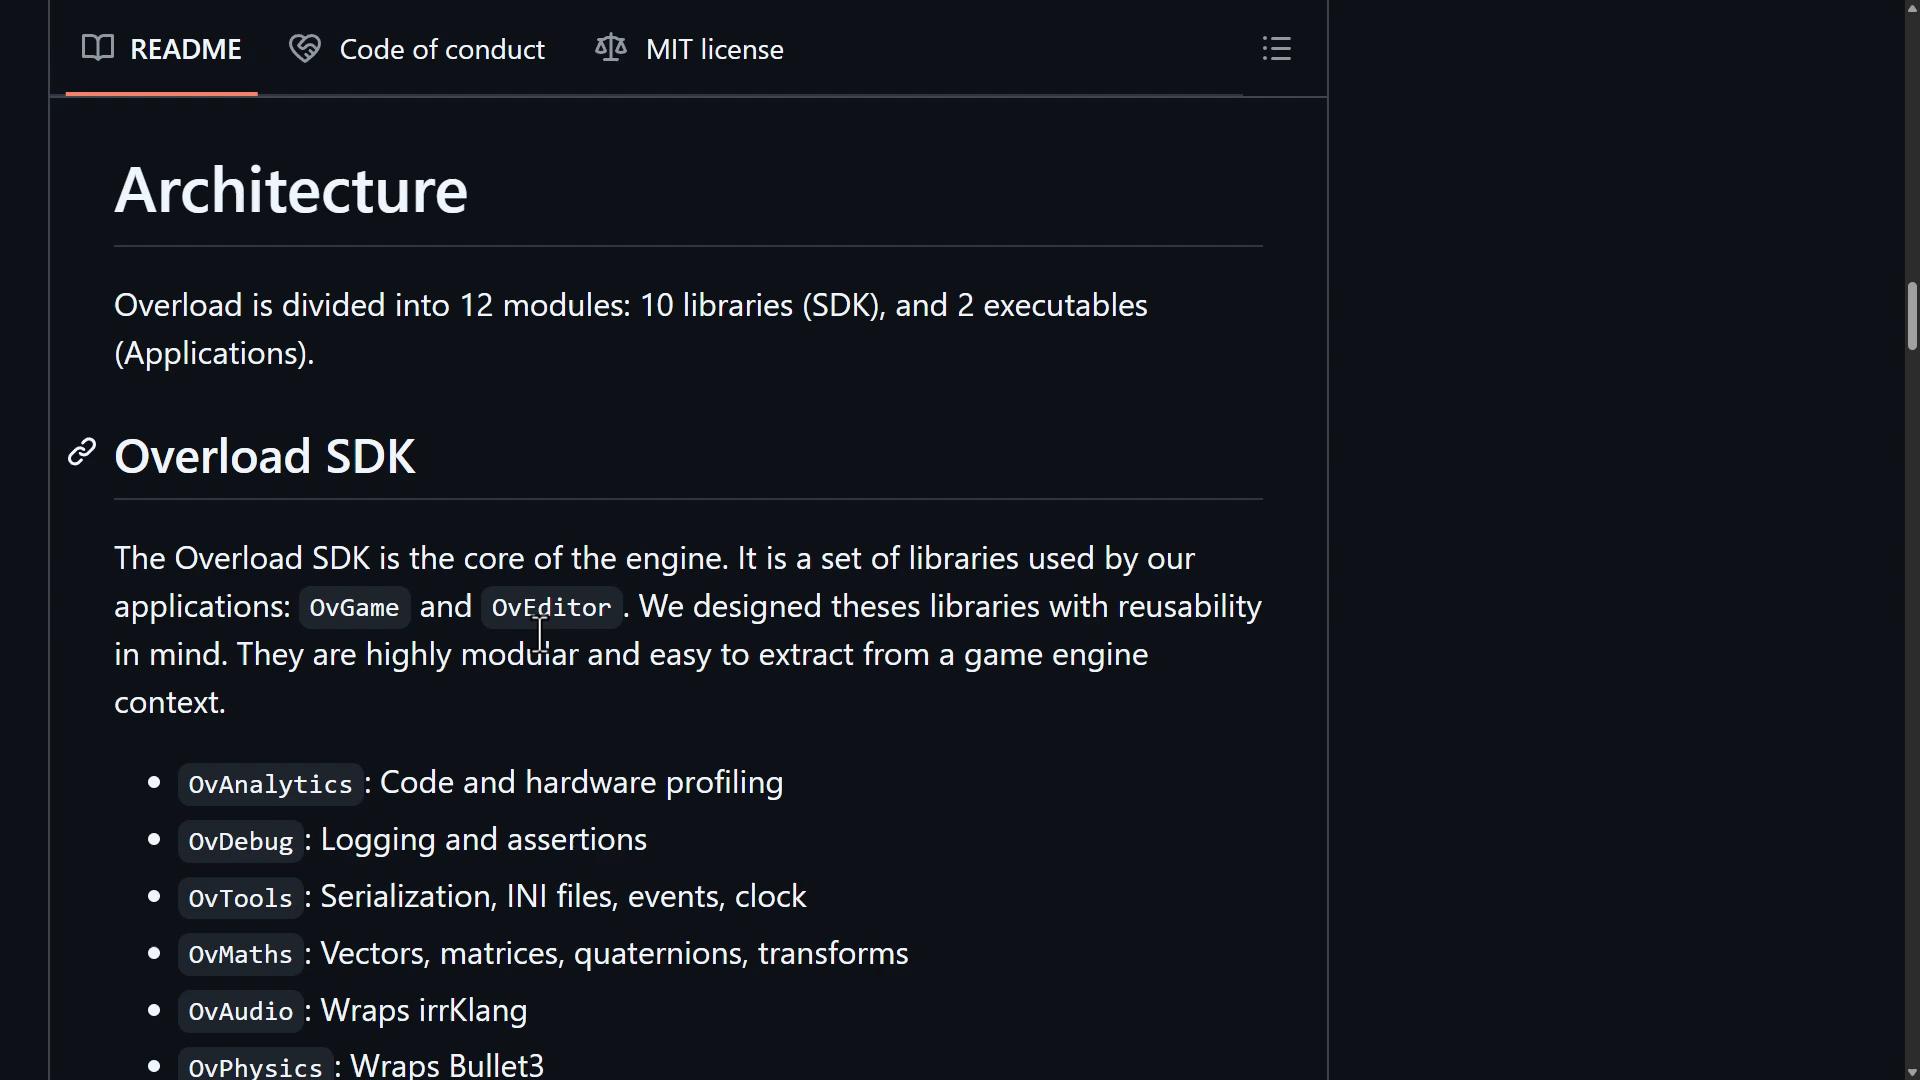 README Code of conduct MIT license
Architecture
Overload is divided into 12 modules: 10 libraries (SDK), and 2 executables
(Applications).
Overload SDK
The Overload SDK is the core of the engine. It is a set of libraries used by our
applications: OvGame and OvEditor. We designed theses libraries with reusability
in mind. They are highly modular and easy to extract from a game engine
context.
OvAnalytics: Code and hardware profiling
OvDebug: Logging and assertions
OvTools: Serialization, INI files, events, clock
OvMaths: Vectors, matrices, quaternions, transforms
OvAudio: Wraps irrKlang
OvPhysics: Wraps Bullet3